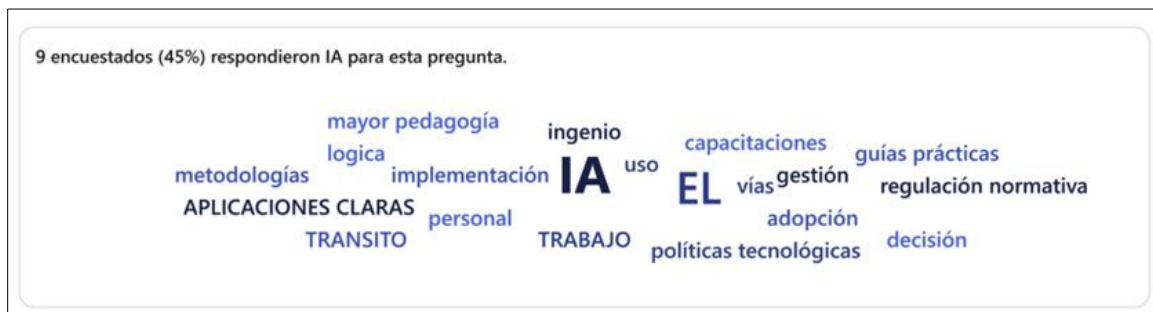 9 encuestados (45%) respondieron IA para esta pregunta.
mayor pedagogía
ingenio
capacitaciones
logica
uso
guías prácticas
metodologías
implementación
IA
EL
vías
gestión
regulación normativa
APLICACIONES CLARAS
personal
adopción
TRANSITO
TRABAJO
políticas tecnológicas
decisión